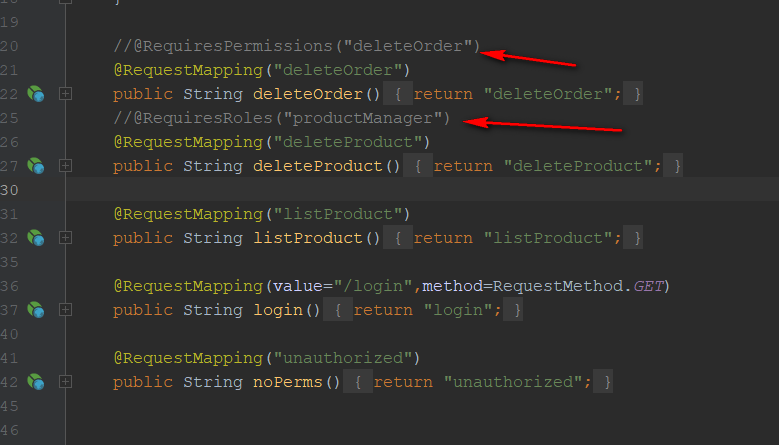 19
20 //@RequiresPermissions("deleteOrder")
21 @RequestMapping("deleteOrder")
22 public String deleteOrder() { return "deleteOrder"; }
25 //@RequiresRoles("productManager")
26 @RequestMapping("deleteProduct")
27 public String deleteProduct() { return "deleteProduct"; }
30
31 @RequestMapping("listProduct")
32 public String listProduct() { return "listProduct"; }
35
36 @RequestMapping(value="/login",method=RequestMethod.GET)
37 public String login() { return "login"; }
40
41 @RequestMapping("unauthorized")
42 public String noPerms() { return "unauthorized"; }
45
46